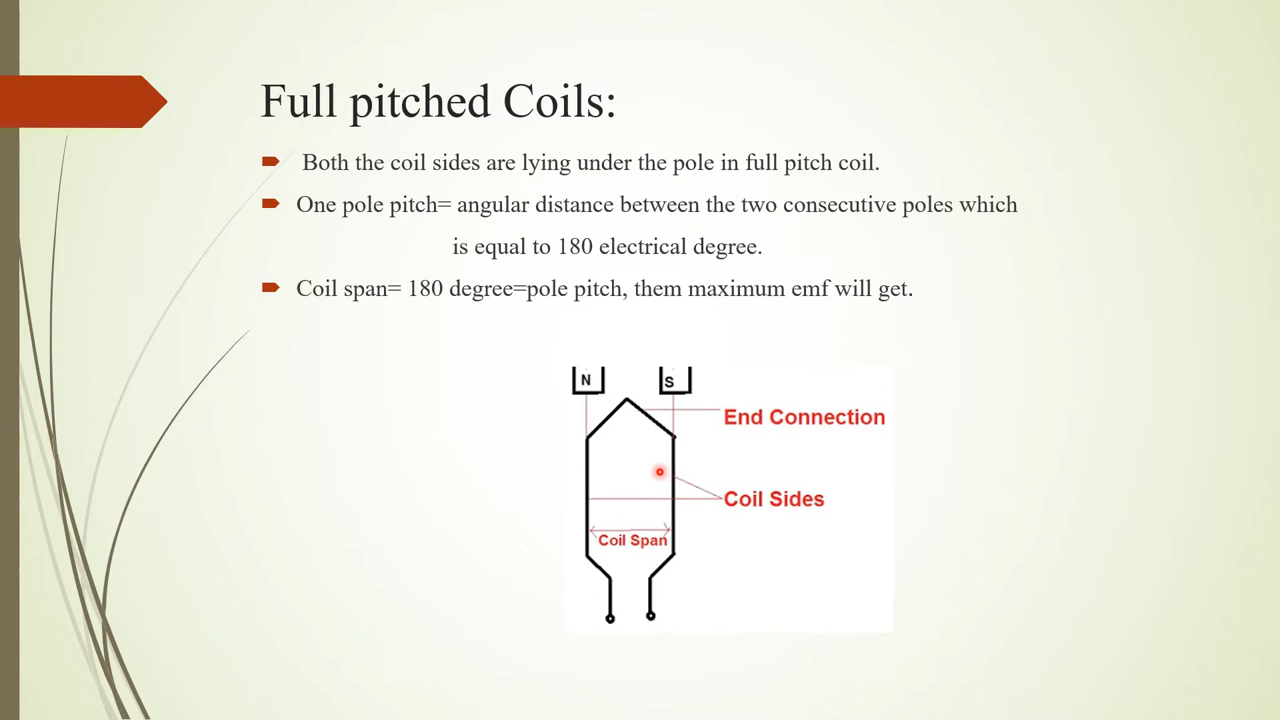 Full pitched Coils:
Both the coil sides are lying under the pole in full pitch coil.
One pole pitch= angular distance between the two consecutive poles which
is equal to 180 electrical degree.
Coil span= 180 degree=pole pitch, them maximum emf will get.
N
S
End Connection
Coil Sides
Coil Span